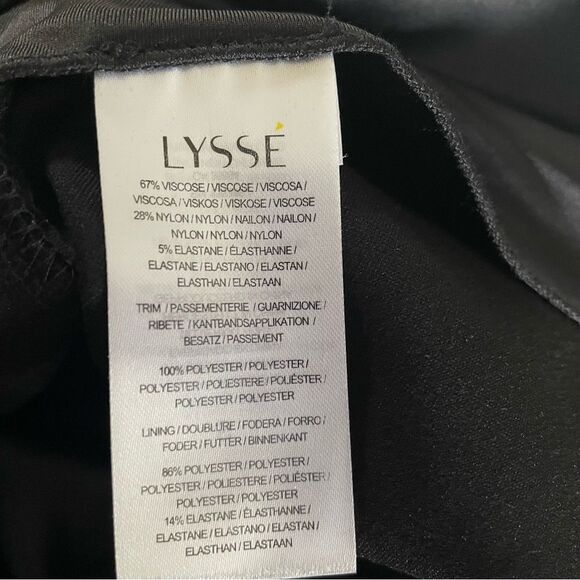 LYSSÉ
67% VISCOSE / VISCOSE / VISCOSA /
VISCOSA / VISKOS / VISKOSE / VISCOSE
28% NYLON / NYLON / NAILON / NAILON /
NYLON / NYLON / NYLON
5% ELASTANE / ÉLASTHANNE /
ELASTANE / ELASTANO / ELASTAN /
ELASTHAN / ELASTAAN
TRIM / PASSEMENTERIE / GUARNIZIONE /
RIBETE / KANTBANDSAPPLIKATION /
BESATZ / PASSEMENT
100% POLYESTER / POLYESTER /
POLYESTER / POLIESTERE / POLIÉSTER /
POLYESTER / POLYESTER
LINING / DOUBLURE / FODERA / FORRO /
FODER / FUTTER / BINNENKANT
86% POLYESTER / POLYESTER /
POLYESTER / POLIESTERE / POLIÉSTER /
POLYESTER / POLYESTER
14% ELASTANE / ÉLASTHANNE /
ELASTANE / ELASTANO / ELASTAN /
ELASTHAN / ELASTAAN